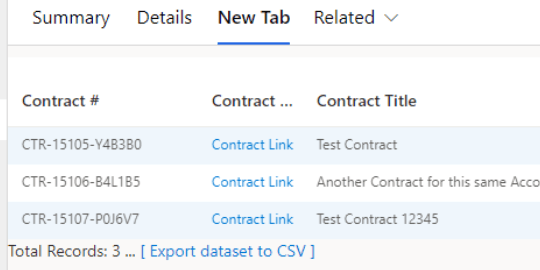 Summary Details New Tab Related
Contract # Contract ... Contract Title
CTR-15105-Y4B3B0 Contract Link Test Contract
CTR-15106-B4L1B5 Contract Link Another Contract for this same Acco
CTR-15107-P0J6V7 Contract Link Test Contract 12345
Total Records: 3 ... [ Export dataset to CSV ]